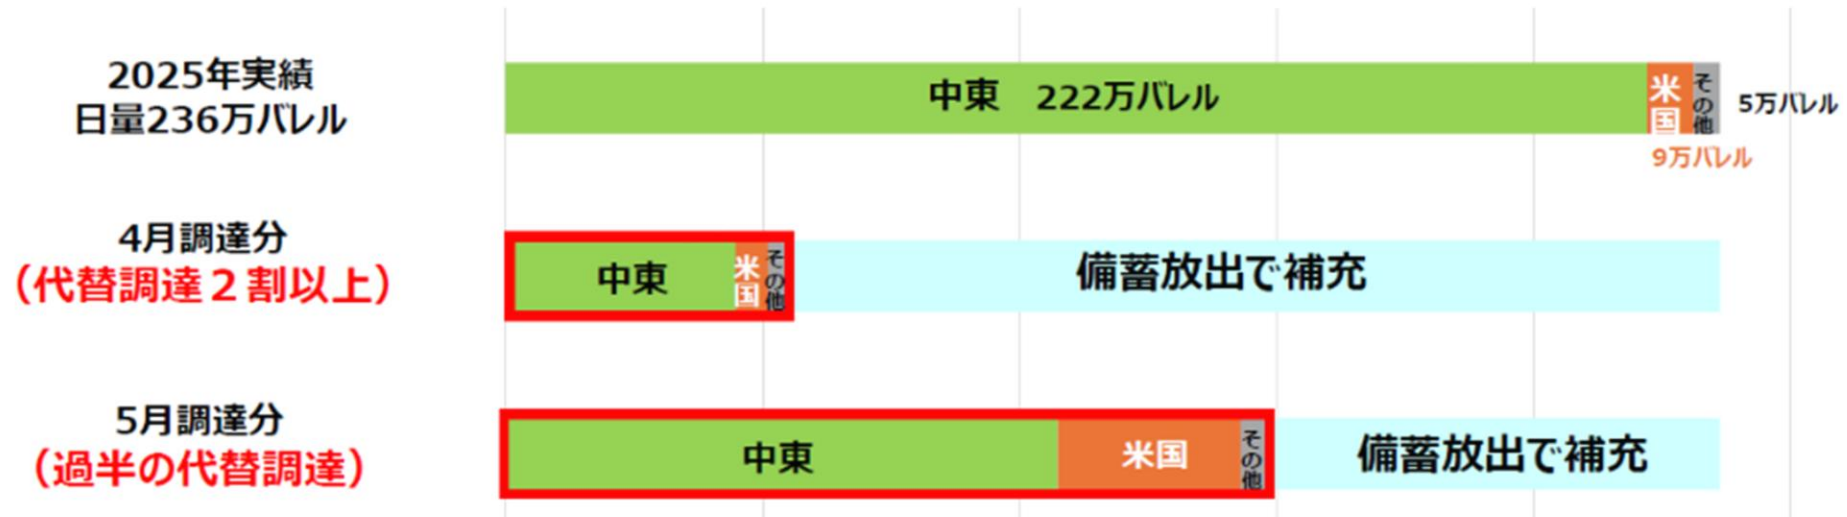 2025年実績
日量236万バレル
中東 222万バレル
米国
その他
5万バレル
9万バレル
4月調達分
（代替調達２割以上）
中東
米国
その他
備蓄放出で補充
5月調達分
（過半の代替調達）
中東
米国
その他
備蓄放出で補充